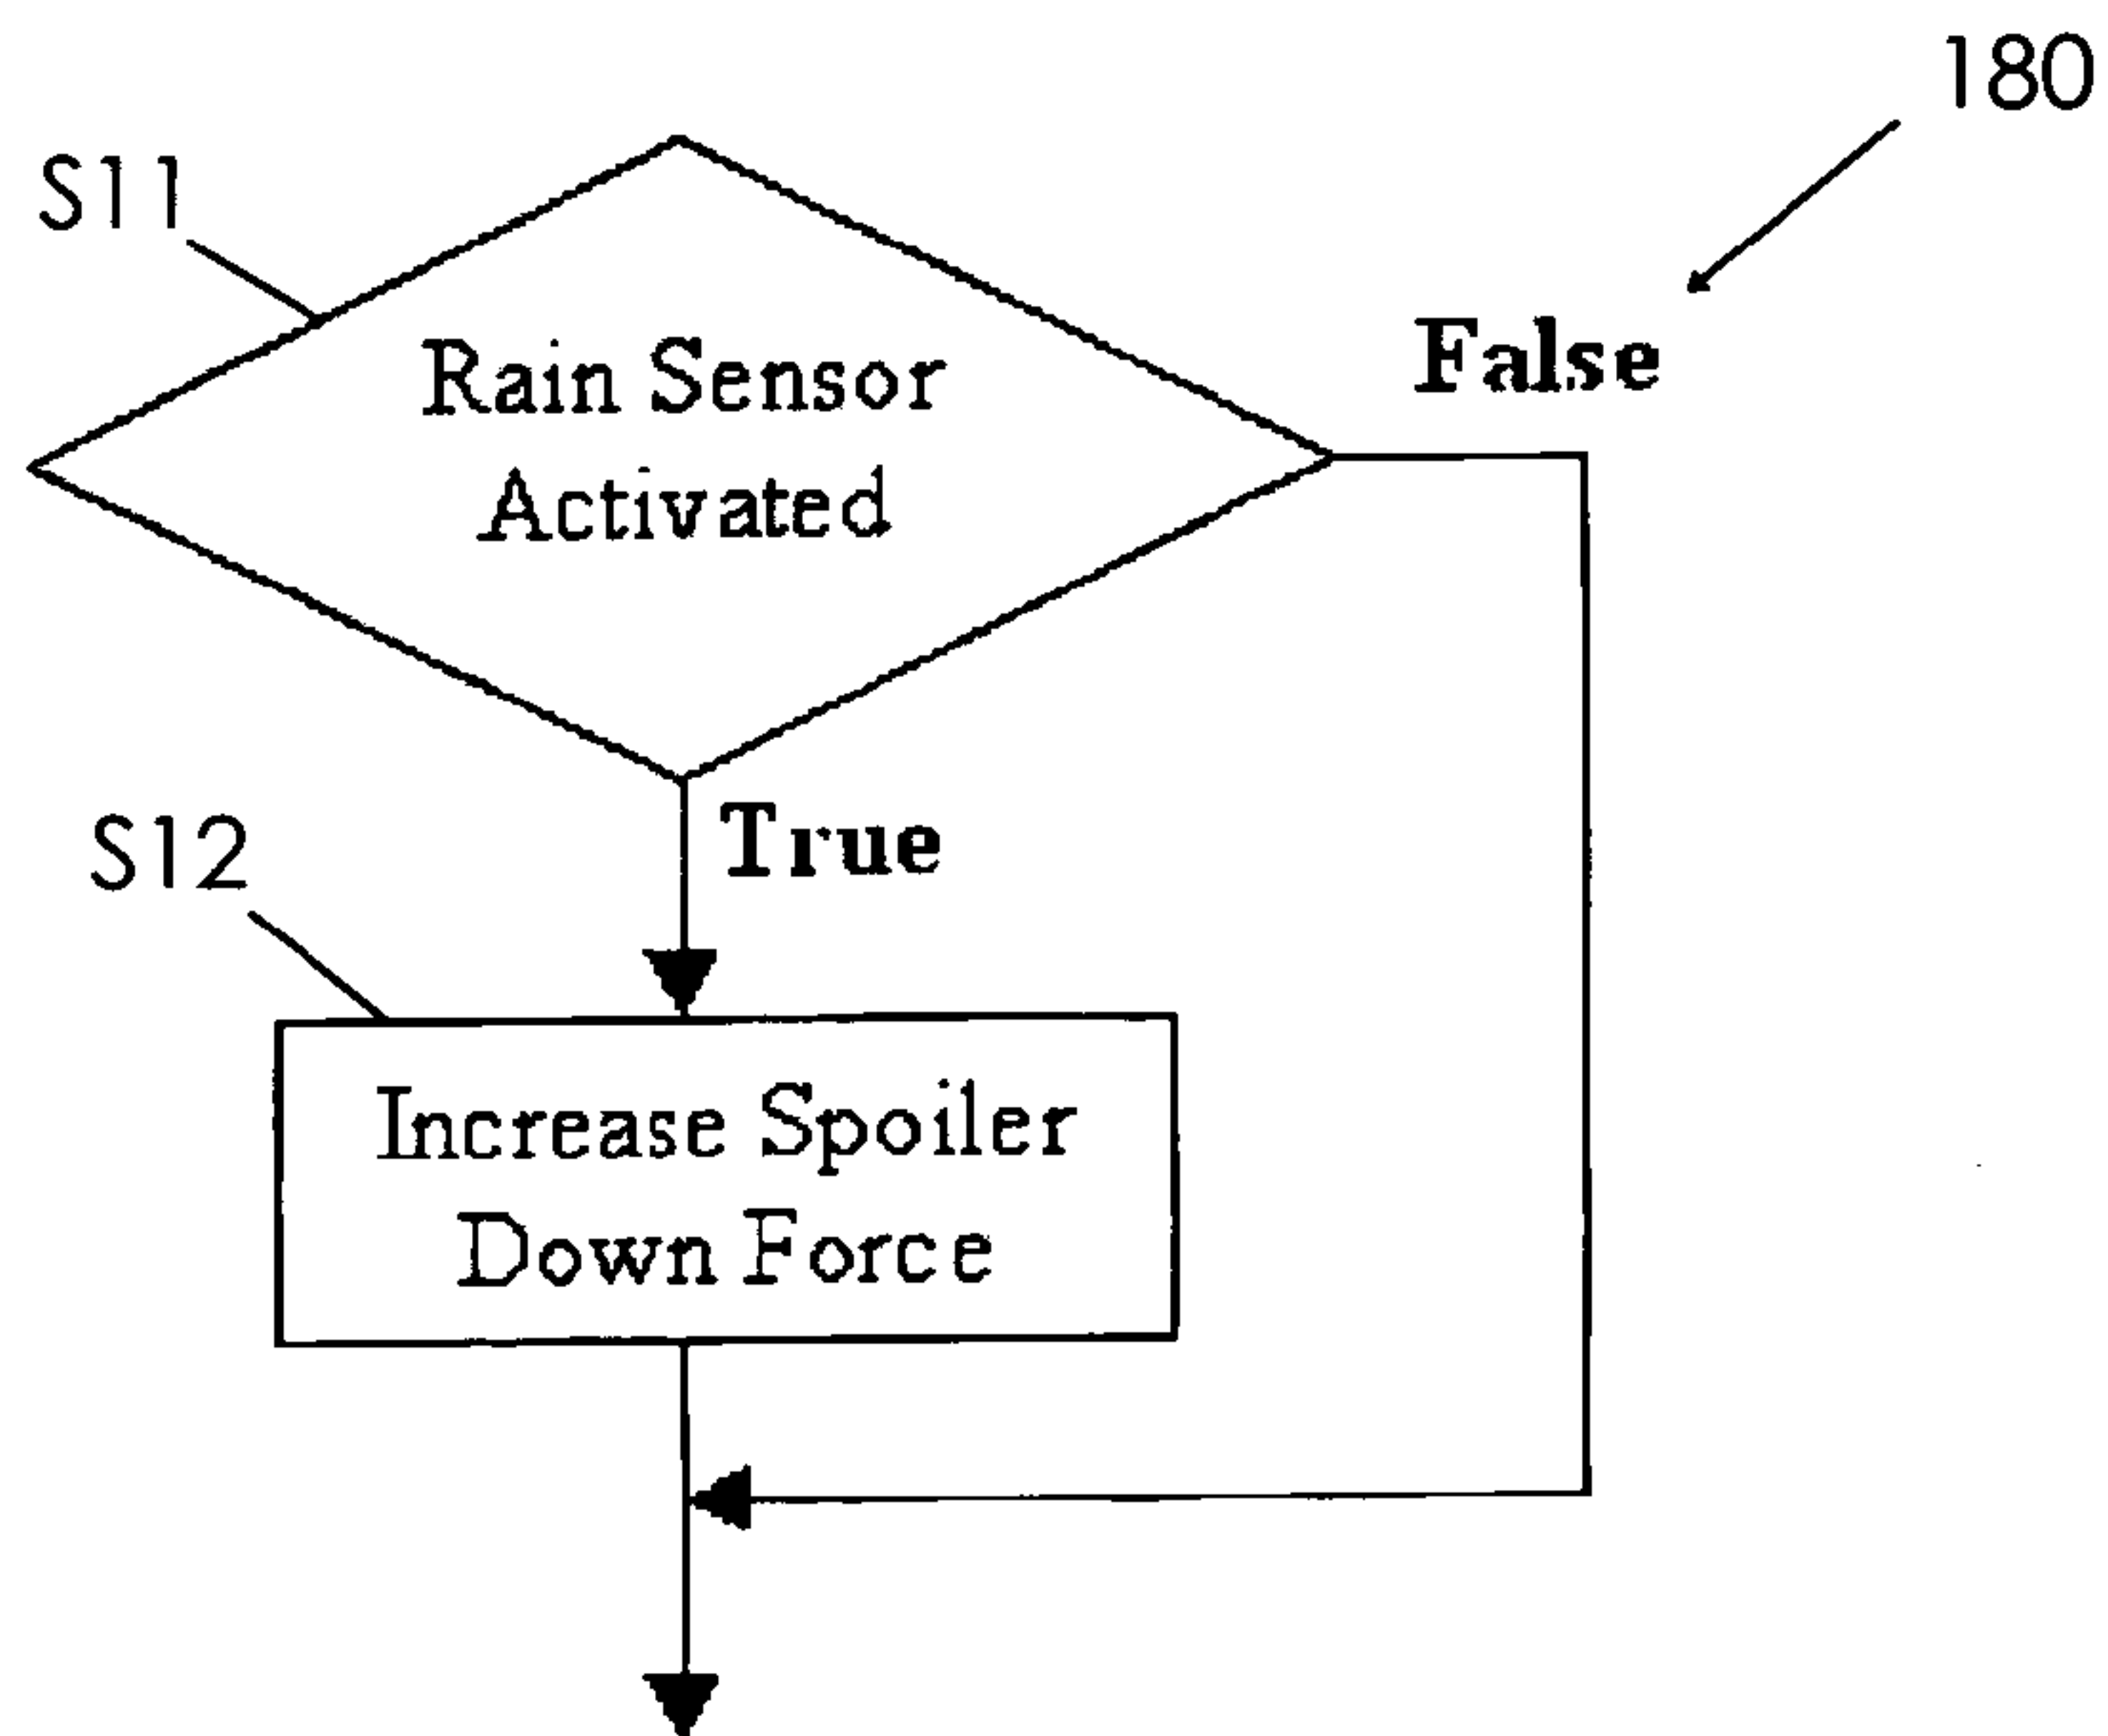 180
S11
Rain Sensor
Activated
False
True
S12
Increase Spoiler
Down Force